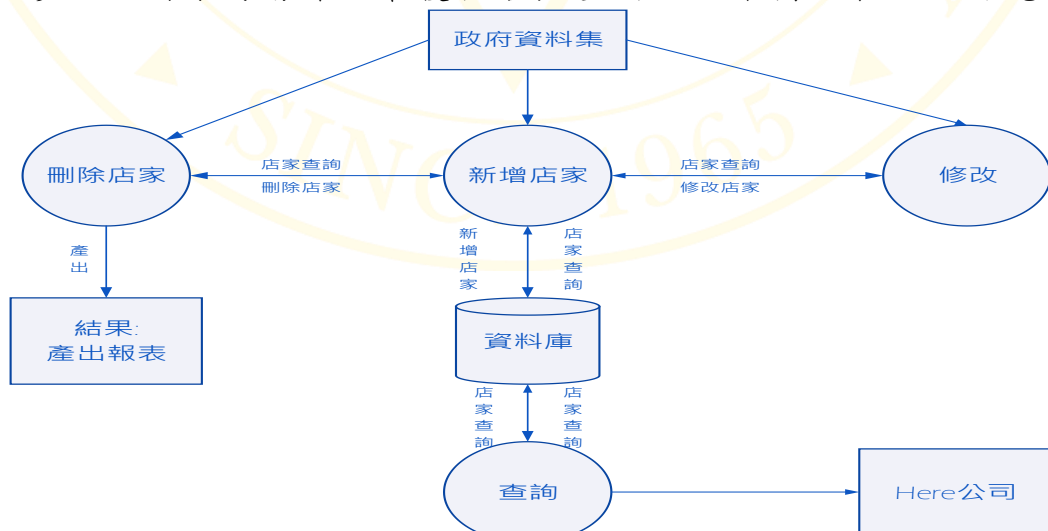 政府資料集
刪除店家
店家查詢
刪除店家
新增店家
店家查詢
修改店家
修改
產出
新增店家
店家查詢
結果:
產出報表
資料庫
店家查詢
店家查詢
查詢
Here公司
SINCE 1965